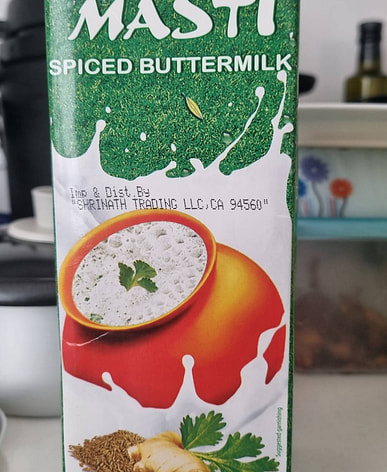 MASTI
SPICED BUTTERMILK
Imp & Dist.By
"SHRINATH TRADING LLC,CA 94560"
Suggested garnishing